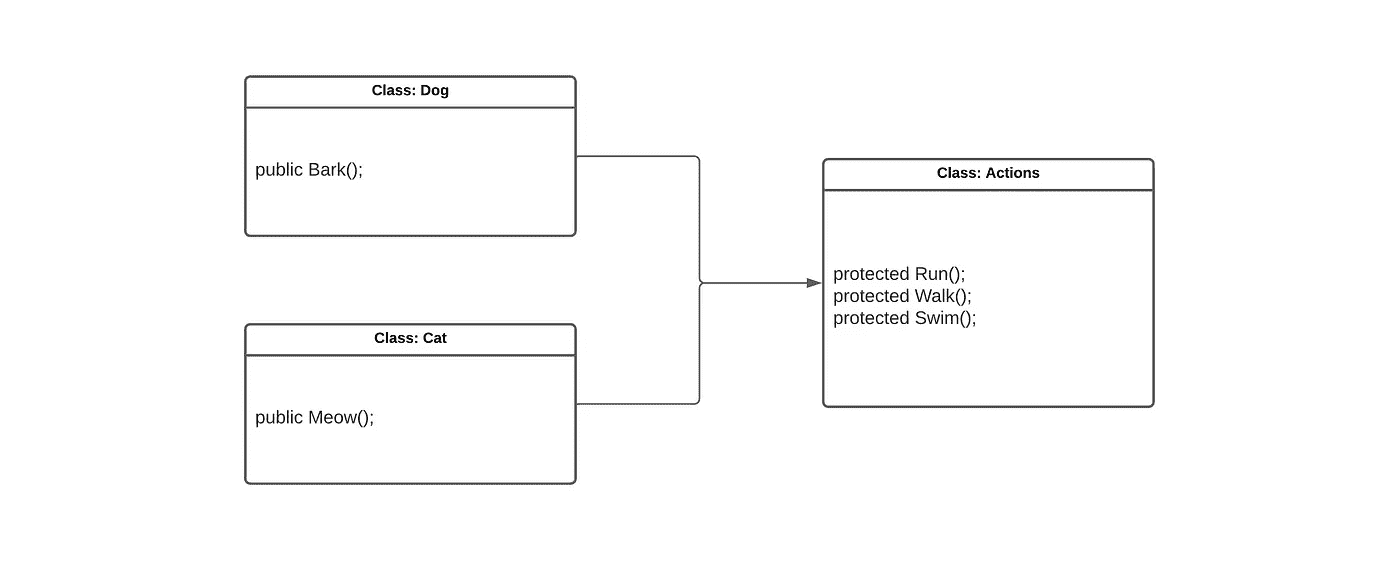 Class: Dog
public Bark();
Class: Cat
public Meow();
Class: Actions
protected Run();
protected Walk();
protected Swim();